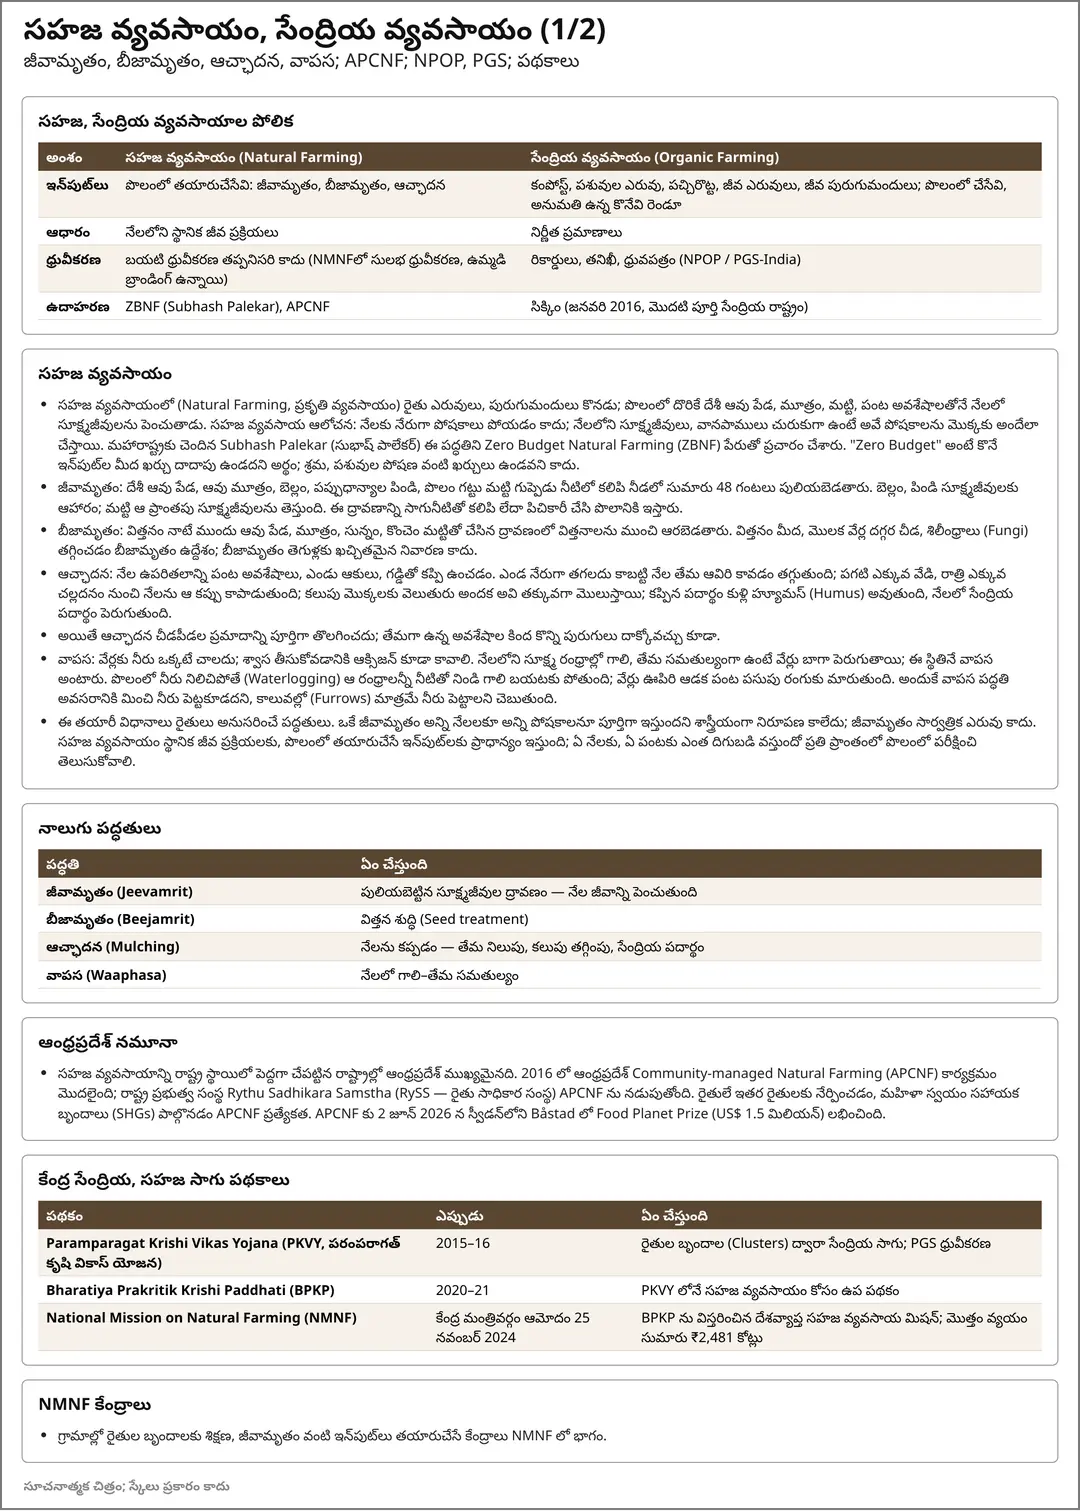 సహజ వ్యవసాయం, సేంద్రియ వ్యవసాయం (1/2)
జీవామృతం, బీజామృతం, ఆచ్ఛాదన, వాపస; APCNF; NPOP, PGS; పథకాలు
సహజ, సేంద్రియ వ్యవసాయాల పోలిక
అంశం సహజ వ్యవసాయం (Natural Farming) సేంద్రియ వ్యవసాయం (Organic Farming)
ఇన్‌పుట్‌లు పొలంలో తయారుచేసేవి: జీవామృతం, బీజామృతం, ఆచ్ఛాదన కంపోస్ట్, పశువుల ఎరువు, పచ్చిరొట్ట, జీవ ఎరువులు, జీవ పురుగుమందులు; పొలంలో చేసేవి,
అనుమతి ఉన్న కొనేవి రెండూ
ఆధారం నేలలోని స్థానిక జీవ ప్రక్రియలు నిర్ణీత ప్రమాణాలు
ధ్రువీకరణ బయటి ధ్రువీకరణ తప్పనిసరి కాదు (NMNFలో సులభ ధ్రువీకరణ, ఉమ్మడి రికార్డులు, తనిఖీ, ధ్రువపత్రం (NPOP / PGS-India)
బ్రాండింగ్ ఉన్నాయి)
ఉదాహరణ ZBNF (Subhash Palekar), APCNF సిక్కిం (జనవరి 2016, మొదటి పూర్తి సేంద్రియ రాష్ట్రం)
సహజ వ్యవసాయం
• సహజ వ్యవసాయంలో (Natural Farming, ప్రకృతి వ్యవసాయం) రైతు ఎరువులు, పురుగుమందులు కొనడు; పొలంలో దొరికే దేశీ ఆవు పేడ, మూత్రం, మట్టి, పంట అవశేషాలతోనే నేలలో
సూక్ష్మజీవులను పెంచుతాడు. సహజ వ్యవసాయ ఆలోచన: నేలకు నేరుగా పోషకాలు పోయడం కాదు; నేలలోని సూక్ష్మజీవులు, వానపాములు చురుకుగా ఉంటే అవే పోషకాలను మొక్కకు అందేలా
చేస్తాయి. మహారాష్ట్రకు చెందిన Subhash Palekar (సుభాష్ పాలేకర్) ఈ పద్ధతిని Zero Budget Natural Farming (ZBNF) పేరుతో ప్రచారం చేశారు. "Zero Budget" అంటే కొనే
ఇన్‌పుట్‌ల మీద ఖర్చు దాదాపు ఉండదని అర్థం; శ్రమ, పశువుల పోషణ వంటి ఖర్చులు ఉండవని కాదు.
• జీవామృతం: దేశీ ఆవు పేడ, ఆవు మూత్రం, బెల్లం, పప్పుధాన్యాల పిండి, పొలం గట్టు మట్టి గుప్పెడు నీటిలో కలిపి నీడలో సుమారు 48 గంటలు పులియబెడతారు. బెల్లం, పిండి సూక్ష్మజీవులకు
ఆహారం; మట్టి ఆ ప్రాంతపు సూక్ష్మజీవులను తెస్తుంది. ఈ ద్రావణాన్ని సాగునీటితో కలిపి లేదా పిచికారీ చేసి పొలానికి ఇస్తారు.
• బీజామృతం: విత్తనం నాటే ముందు ఆవు పేడ, మూత్రం, సున్నం, కొంచెం మట్టితో చేసిన ద్రావణంలో విత్తనాలను ముంచి ఆరబెడతారు. విత్తనం మీద, మొలక వేర్ల దగ్గర చీడ, శిలీంధ్రాలు (Fungi)
తగ్గించడం బీజామృతం ఉద్దేశం; బీజామృతం తెగుళ్లకు ఖచ్చితమైన నివారణ కాదు.
• ఆచ్ఛాదన: నేల ఉపరితలాన్ని పంట అవశేషాలు, ఎండు ఆకులు, గడ్డితో కప్పి ఉంచడం. ఎండ నేరుగా తగలదు కాబట్టి నేల తేమ ఆవిరి కావడం తగ్గుతుంది; పగటి ఎక్కువ వేడి, రాత్రి ఎక్కువ
చల్లదనం నుంచి నేలను ఆ కప్పు కాపాడుతుంది; కలుపు మొక్కలకు వెలుతురు అందక అవి తక్కువగా మొలుస్తాయి; కప్పిన పదార్థం కుళ్లి హ్యూమస్ (Humus) అవుతుంది, నేలలో సేంద్రియ
పదార్థం పెరుగుతుంది.
• అయితే ఆచ్ఛాదన చీడపీడల ప్రమాదాన్ని పూర్తిగా తొలగించదు; తేమగా ఉన్న అవశేషాల కింద కొన్ని పురుగులు దాక్కోవచ్చు కూడా.
• వాపస: వేర్లకు నీరు ఒక్కటే చాలదు; శ్వాస తీసుకోవడానికి ఆక్సిజన్ కూడా కావాలి. నేలలోని సూక్ష్మ రంధ్రాల్లో గాలి, తేమ సమతుల్యంగా ఉంటే వేర్లు బాగా పెరుగుతాయి; ఈ స్థితినే వాపస
అంటారు. పొలంలో నీరు నిలిచిపోతే (Waterlogging) ఆ రంధ్రాలన్నీ నీటితో నిండి గాలి బయటకు పోతుంది; వేర్లు ఊపిరి ఆడక పంట పసుపు రంగుకు మారుతుంది. అందుకే వాపస పద్ధతి
అవసరానికి మించి నీరు పెట్టకూడదని, కాలువల్లో (Furrows) మాత్రమే నీరు పెట్టాలని చెబుతుంది.
• ఈ తయారీ విధానాలు రైతులు అనుసరించే పద్ధతులు. ఒకే జీవామృతం అన్ని నేలలకూ అన్ని పోషకాలనూ పూర్తిగా ఇస్తుందని శాస్త్రీయంగా నిరూపణ కాలేదు; జీవామృతం సార్వత్రిక ఎరువు కాదు.
సహజ వ్యవసాయం స్థానిక జీవ ప్రక్రియలకు, పొలంలో తయారుచేసే ఇన్‌పుట్‌లకు ప్రాధాన్యం ఇస్తుంది; ఏ నేలకు, ఏ పంటకు ఎంత దిగుబడి వస్తుందో ప్రతి ప్రాంతంలో పొలంలో పరీక్షించి
తెలుసుకోవాలి.
నాలుగు పద్ధతులు
పద్ధతి ఏం చేస్తుంది
జీవామృతం (Jeevamrit) పులియబెట్టిన సూక్ష్మజీవుల ద్రావణం — నేల జీవాన్ని పెంచుతుంది
బీజామృతం (Beejamrit) విత్తన శుద్ధి (Seed treatment)
ఆచ్ఛాదన (Mulching) నేలను కప్పడం — తేమ నిలుపు, కలుపు తగ్గింపు, సేంద్రియ పదార్థం
వాపస (Waaphasa) నేలలో గాలి–తేమ సమతుల్యం
ఆంధ్రప్రదేశ్ నమూనా
• సహజ వ్యవసాయాన్ని రాష్ట్ర స్థాయిలో పెద్దగా చేపట్టిన రాష్ట్రాల్లో ఆంధ్రప్రదేశ్ ముఖ్యమైనది. 2016 లో ఆంధ్రప్రదేశ్ Community-managed Natural Farming (APCNF) కార్యక్రమం
మొదలైంది; రాష్ట్ర ప్రభుత్వ సంస్థ Rythu Sadhikara Samstha (RySS — రైతు సాధికార సంస్థ) APCNF ను నడుపుతోంది. రైతులే ఇతర రైతులకు నేర్పించడం, మహిళా స్వయం సహాయక
బృందాలు (SHGs) పాల్గొనడం APCNF ప్రత్యేకత. APCNF కు 2 జూన్ 2026 న స్వీడన్‌లోని Båstad లో Food Planet Prize (US$ 1.5 మిలియన్) లభించింది.
కేంద్ర సేంద్రియ, సహజ సాగు పథకాలు
పథకం ఎప్పుడు ఏం చేస్తుంది
Paramparagat Krishi Vikas Yojana (PKVY, పరంపరాగత్ 2015–16 రైతుల బృందాల (Clusters) ద్వారా సేంద్రియ సాగు; PGS ధ్రువీకరణ
కృషి వికాస్ యోజన)
Bharatiya Prakritik Krishi Paddhati (BPKP) 2020–21 PKVY లోనే సహజ వ్యవసాయం కోసం ఉప పథకం
National Mission on Natural Farming (NMNF) కేంద్ర మంత్రివర్గం ఆమోదం 25 BPKP ను విస్తరించిన దేశవ్యాప్త సహజ వ్యవసాయ మిషన్; మొత్తం వ్యయం
నవంబర్ 2024 సుమారు ₹2,481 కోట్లు
NMNF కేంద్రాలు
• గ్రామాల్లో రైతుల బృందాలకు శిక్షణ, జీవామృతం వంటి ఇన్‌పుట్‌లు తయారుచేసే కేంద్రాలు NMNF లో భాగం.
సూచనాత్మక చిత్రం; స్కేలు ప్రకారం కాదు